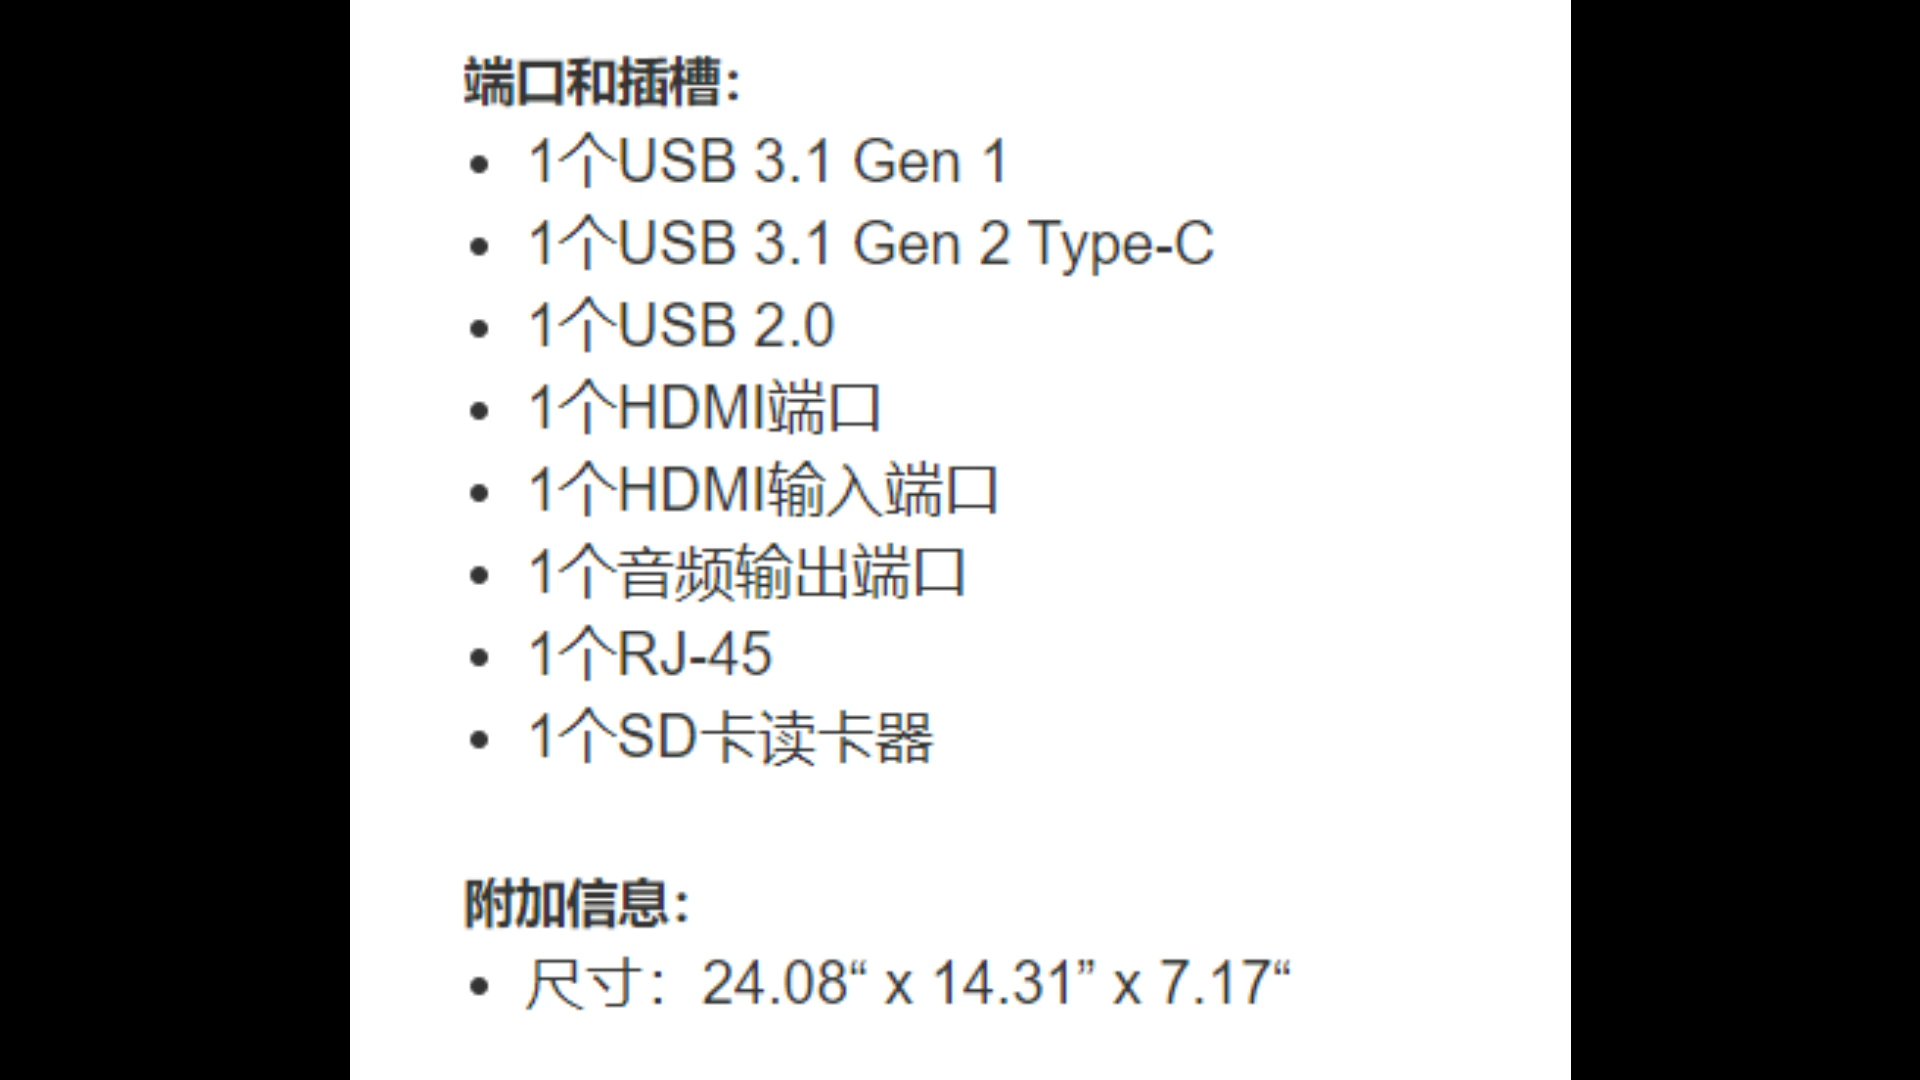 端口和插槽：
• 1个USB 3.1 Gen 1
• 1个USB 3.1 Gen 2 Type-C
• 1个USB 2.0
• 1个HDMI端口
• 1个HDMI输入端口
• 1个音频输出端口
• 1个RJ-45
• 1个SD卡读卡器
附加信息：
• 尺寸：24.08“ x 14.31” x 7.17“